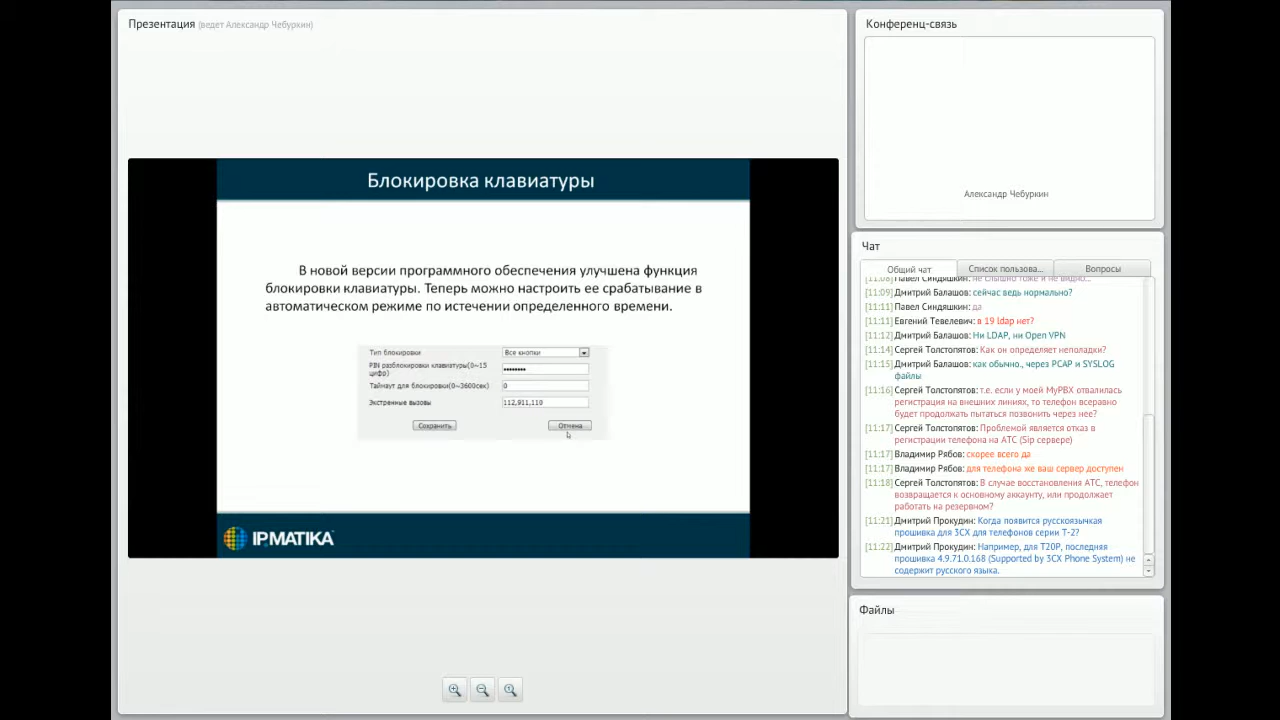 Презентация (ведет Александр Чебуркин)
Блокировка клавиатуры
В новой версии программного обеспечения улучшена функция
блокировки клавиатуры. Теперь можно настроить ее срабатывание в
автоматическом режиме по истечении определенного времени.
Тип блокировки
Все кнопки
PIN разблокировки клавиатуры(0~15
цифр)
••••••••
Таймаут для блокировки(0~3600сек)
0
Экстренные вызовы
112,911,110
Сохранить
Отмена
IPMATIKA
Конференц-связь
Александр Чебуркин
Чат
Общий чат
Список пользова...
Вопросы
[11:08] Павел Синдяшкин: не слышно тоже и не видно...
[11:09] Дмитрий Балашов: сейчас ведь нормально?
[11:11] Павел Синдяшкин: да
[11:11] Евгений Тевелевич: в 19 ldap нет?
[11:12] Дмитрий Балашов: Ни LDAP, ни Open VPN
[11:14] Сергей Толстопятов: Как он определяет неполадки?
[11:15] Дмитрий Балашов: как обычно, через PCAP и SYSLOG
файлы
[11:16] Сергей Толстопятов: т.е. если у моей MyPBX отвалилась
регистрация на внешних линиях, то телефон всеравно
будет продолжать пытаться позвонить через нее?
[11:17] Сергей Толстопятов: Проблемой является отказ в
регистрации телефона на АТС (Sip сервере)
[11:17] Владимир Рябов: скорее всего да
[11:17] Владимир Рябов: для телефона же ваш сервер доступен
[11:18] Сергей Толстопятов: В случае восстановления АТС, телефон
возвращается к основному аккаунту, или продолжает
работать на резервном?
[11:21] Дмитрий Прокудин: Когда появится русскоязычкая
прошивка для 3CX для телефонов серии T-2?
[11:22] Дмитрий Прокудин: Например, для T20P, последняя
прошивка 4.9.71.0.168 (Supported by 3CX Phone System) не
содержит русского языка.
Файлы